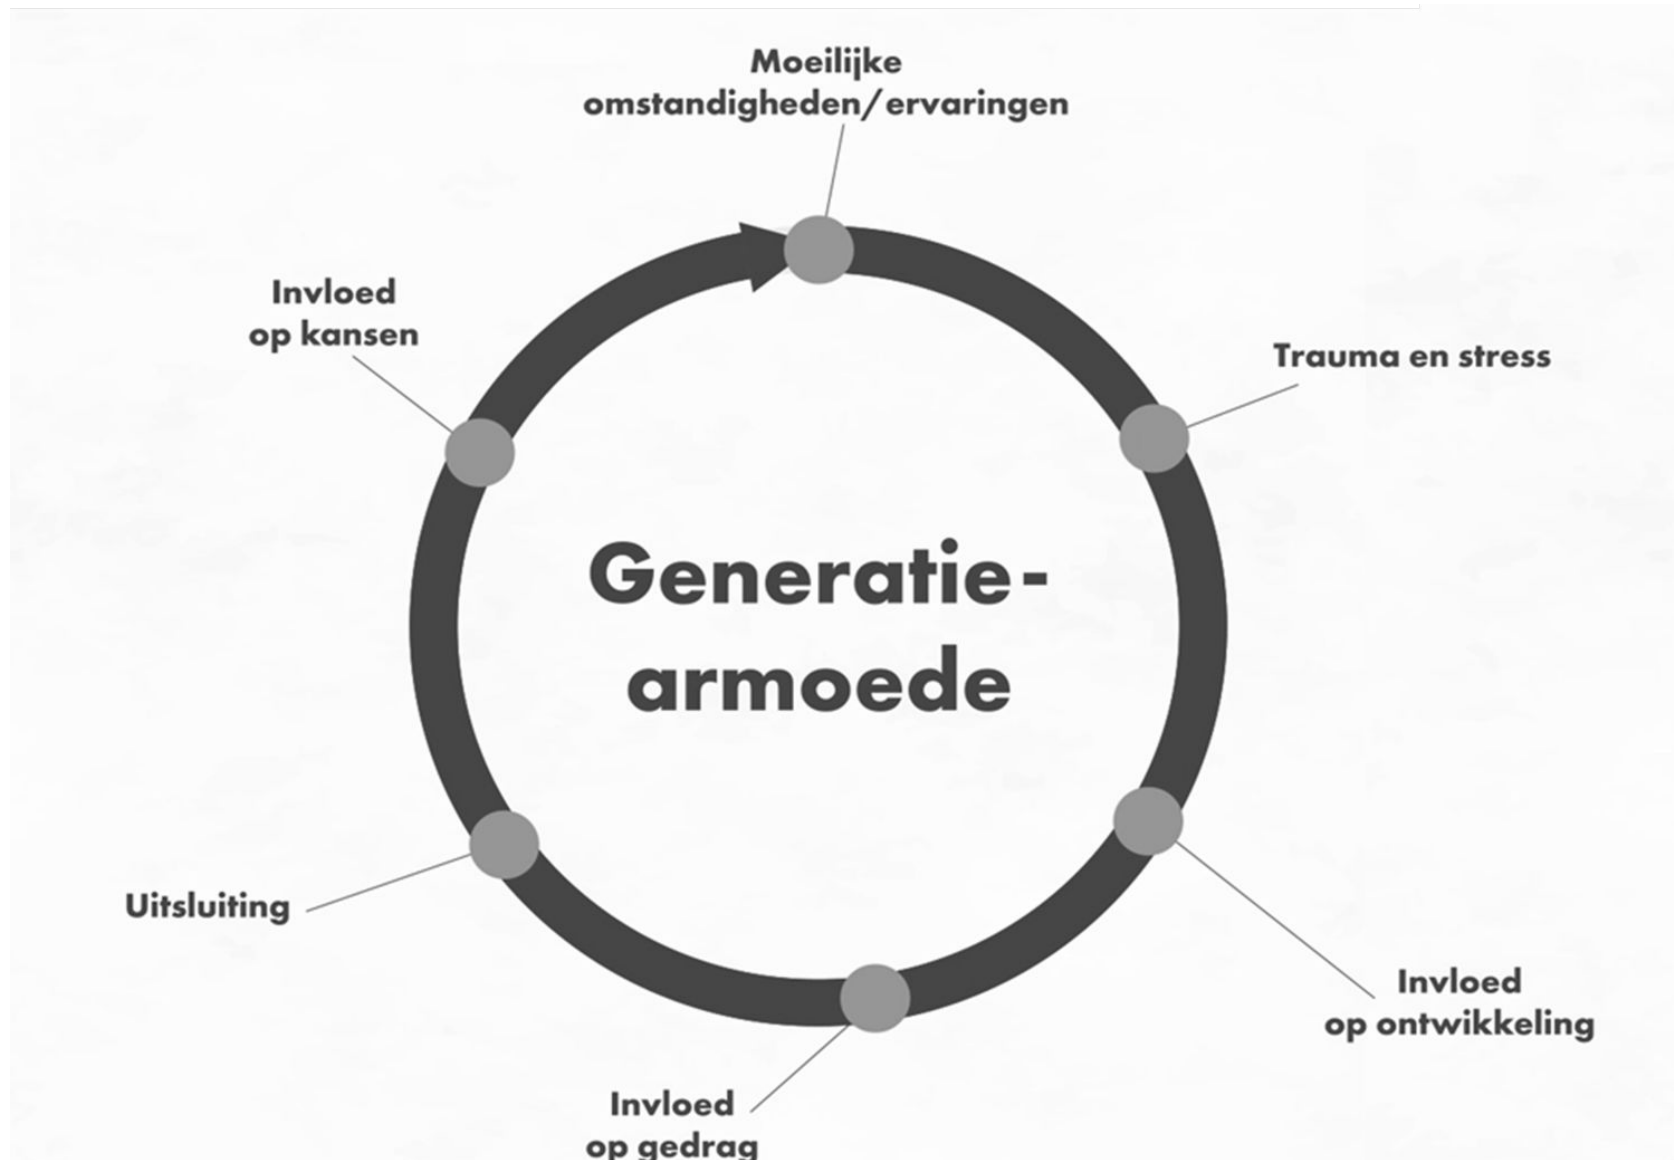 Moeilijke
omstandigheden/ervaringen
Trauma en stress
Invloed
op ontwikkeling
Invloed
op gedrag
Uitsluiting
Invloed
op kansen
Generatie-
armoede